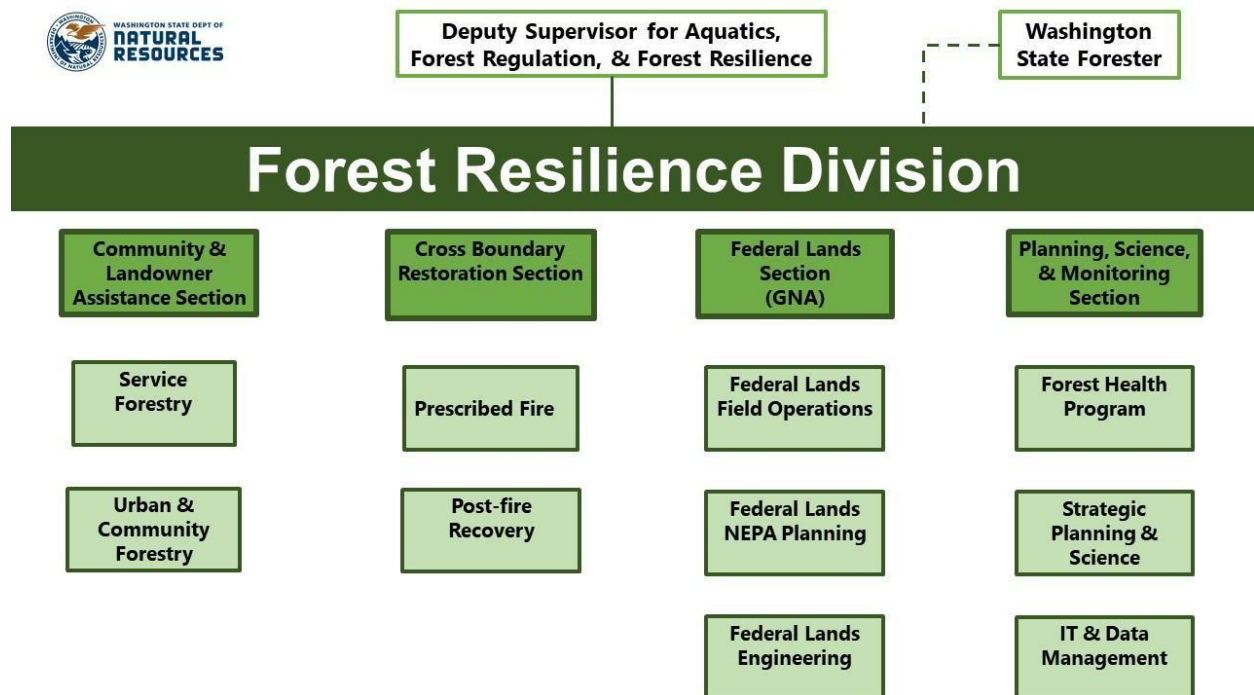 WASHINGTON STATE DEPT OF
NATURAL
RESOURCES
Deputy Supervisor for Aquatics,
Forest Regulation, & Forest Resilience
Washington
State Forester
Forest Resilience Division
Community &
Landowner
Assistance Section
Cross Boundary
Restoration Section
Federal Lands
Section
(GNA)
Planning, Science,
& Monitoring
Section
Service
Forestry
Prescribed Fire
Federal Lands
Field Operations
Forest Health
Program
Urban &
Community
Forestry
Post-fire
Recovery
Federal Lands
NEPA Planning
Strategic
Planning &
Science
Federal Lands
Engineering
IT & Data
Management